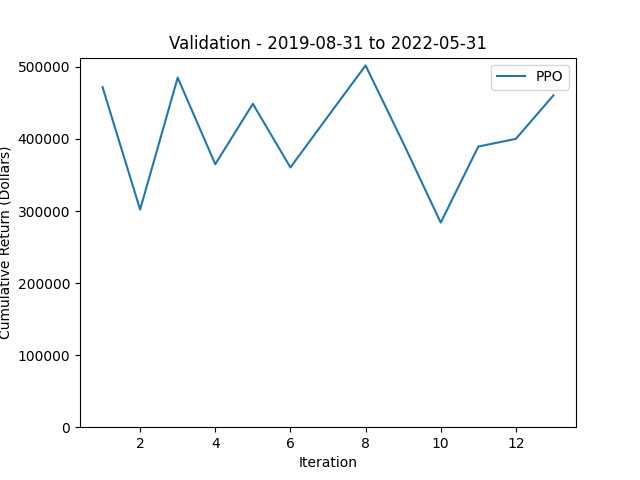 Validation - 2019-08-31 to 2022-05-31
PPO
Cumulative Return (Dollars)
500000
400000
300000
200000
100000
0
2 4 6 8 10 12
Iteration